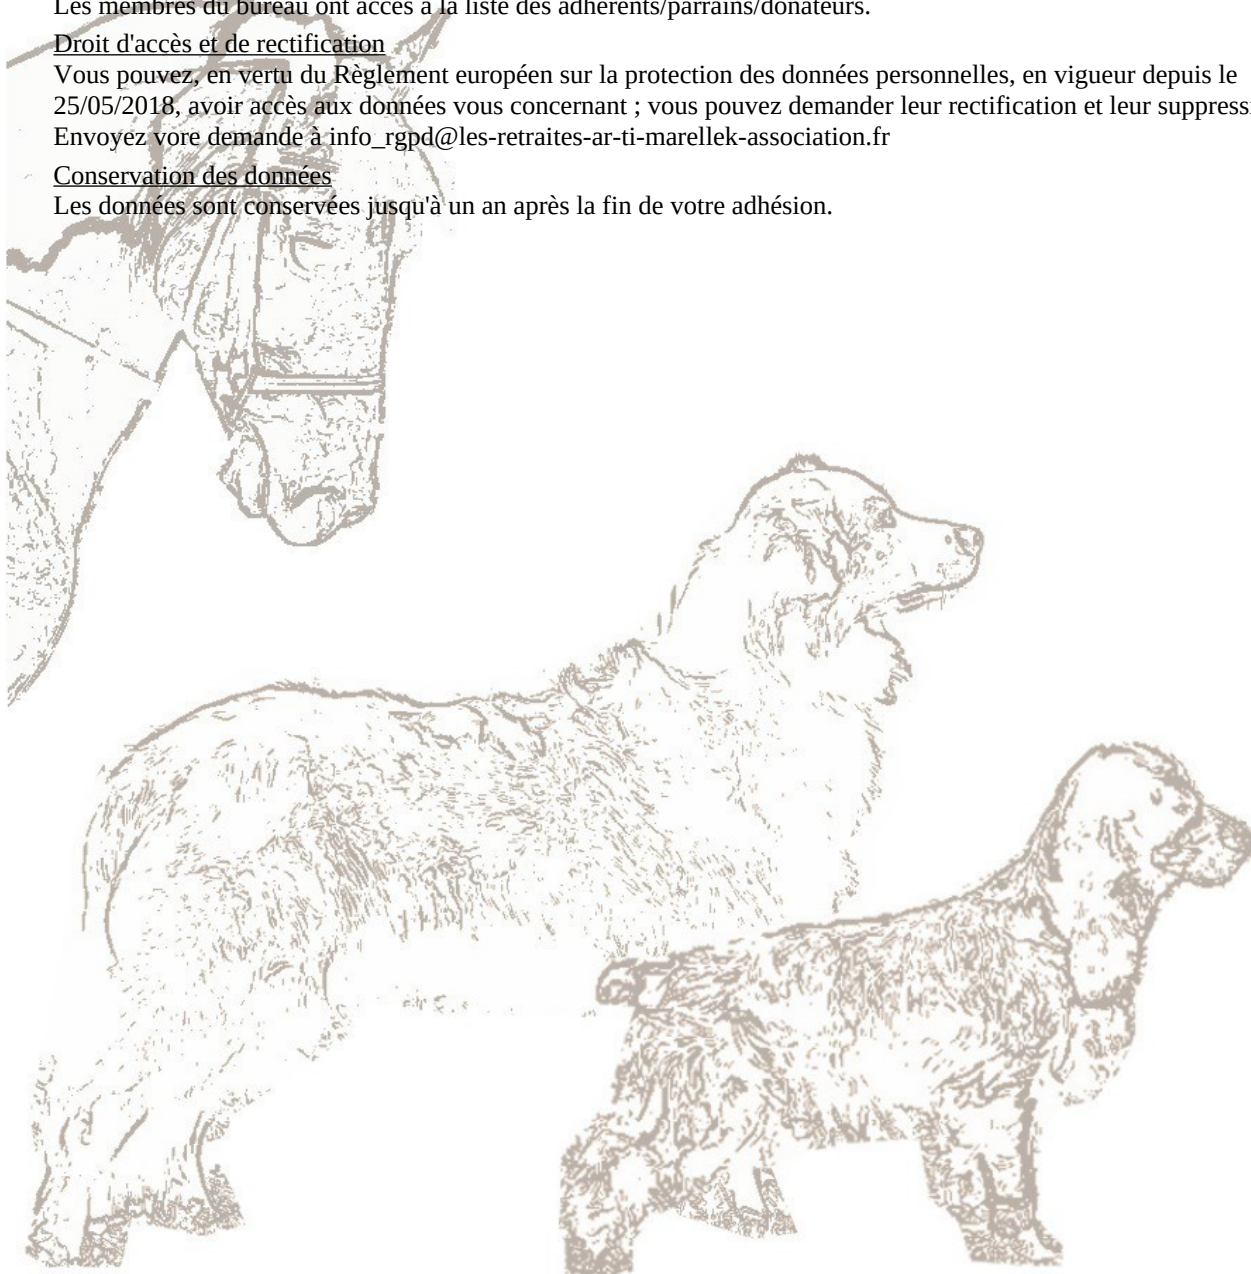 Les membres du bureau ont accès à la liste des adhérents/parrains/donateurs.
Droit d'accès et de rectification
Vous pouvez, en vertu du Règlement européen sur la protection des données personnelles, en vigueur depuis le
25/05/2018, avoir accès aux données vous concernant ; vous pouvez demander leur rectification et leur suppress
Envoyez vore demande à info_rgpd@les-retraites-ar-ti-marellek-association.fr
Conservation des données
Les données sont conservées jusqu'à un an après la fin de votre adhésion.